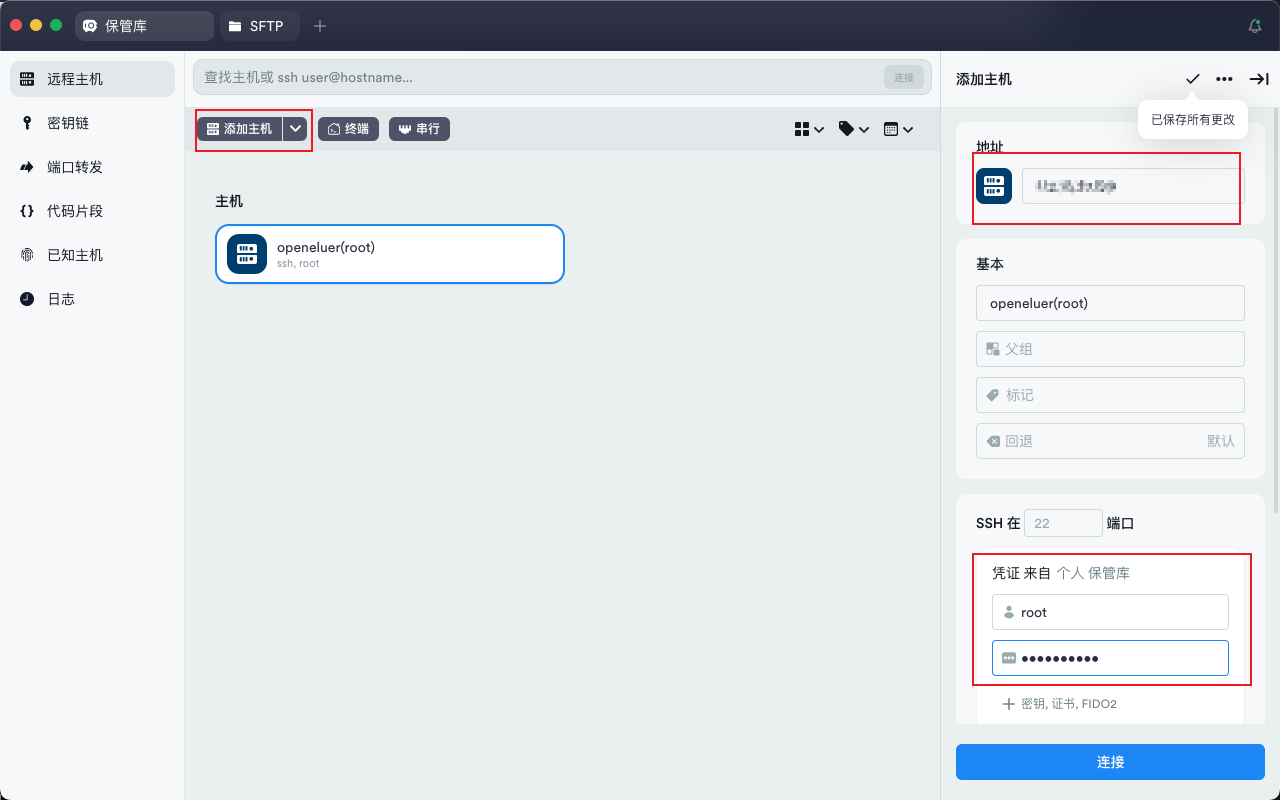 保管库
SFTP
远程主机
密钥链
端口转发
代码片段
已知主机
日志
查找主机或 ssh user@hostname...
连接
添加主机
终端
串行
主机
openeluer(root)
ssh, root
添加主机
已保存所有更改
地址
基本
openeluer(root)
父组
标记
回退 默认
SSH 在 22 端口
凭证 来自 个人 保管库
root
••••••••••
密钥, 证书, FIDO2
连接